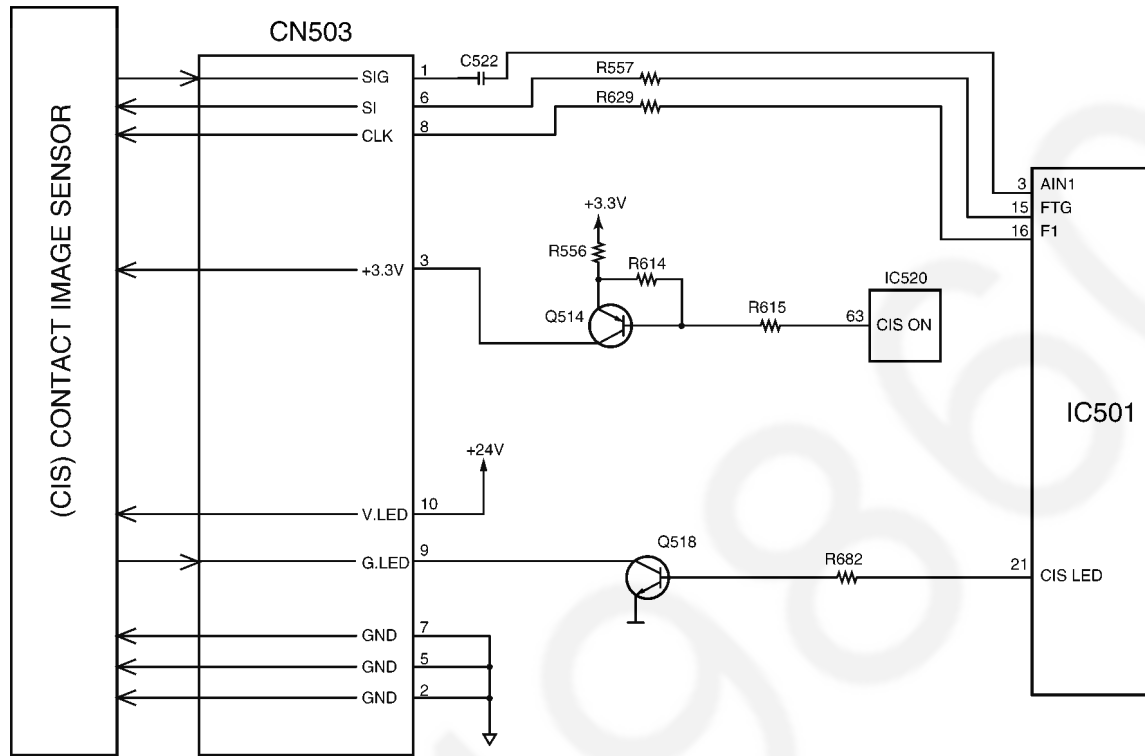 CN503
(CIS) CONTACT IMAGE SENSOR
SIG 1 C522
SI 6 R557
CLK 8 R629
3 AIN1
15 FTG
16 F1
+3.3V
R556
R614
+3.3V 3
Q514
R615
IC520
63 CIS ON
IC501
+24V
V.LED 10
G.LED 9
Q518
R682
21 CIS LED
GND 7
GND 5
GND 2